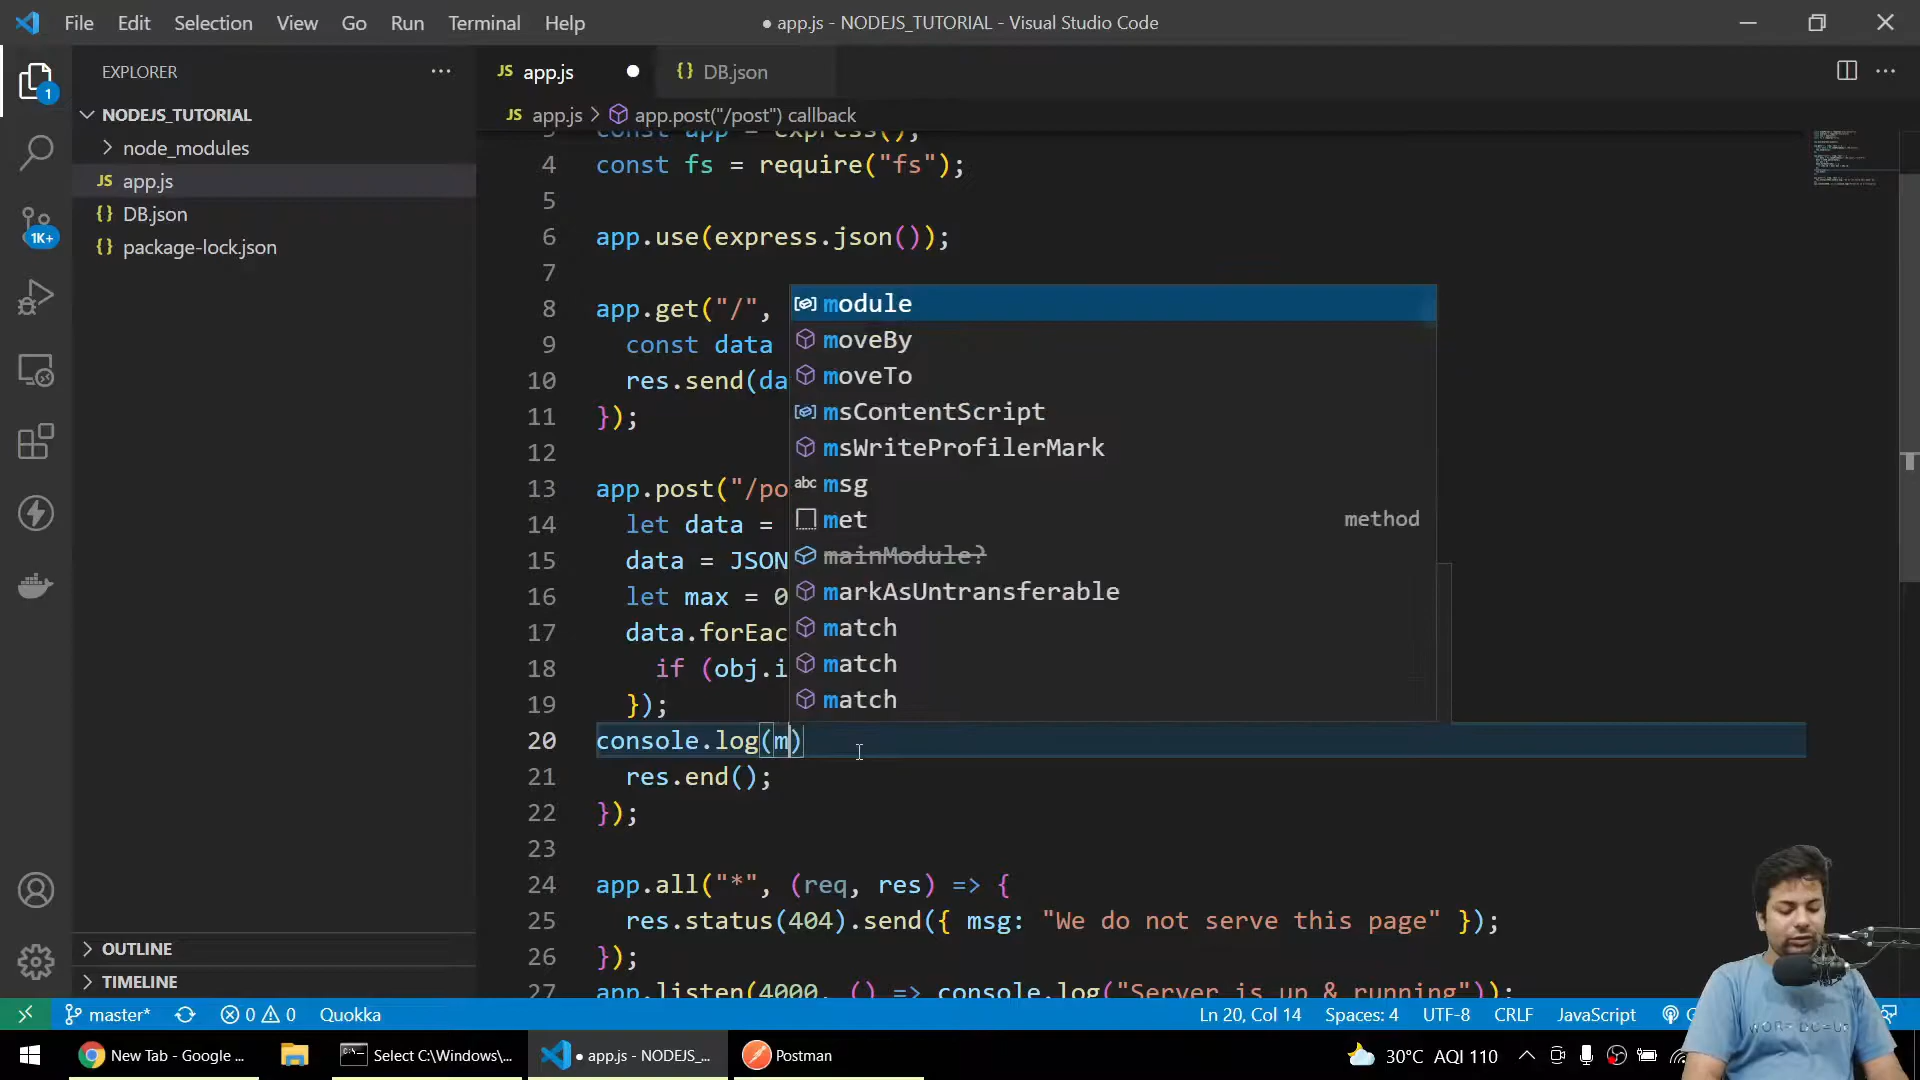 File Edit Selection View Go Run Terminal Help
● app.js - NODEJS_TUTORIAL - Visual Studio Code
EXPLORER
JS app.js ●
{} DB.json
NODEJS_TUTORIAL
node_modules
JS app.js
{} DB.json
{} package-lock.json
1
1K+
JS app.js > app.post("/post") callback
const app = express();
4 const fs = require("fs");
5
6 app.use(express.json());
7
8 app.get("/",
9 const data
10 res.send(da
11 });
12
13 app.post("/po
14 let data =
15 data = JSON
16 let max = 0
17 data.forEac
18 if (obj.i
19 });
20 console.log(m)
21 res.end();
22 });
23
24 app.all("*", (req, res) => {
25 res.status(404).send({ msg: "We do not serve this page" });
26 });
27 app.listen(4000, () => console.log("Server is up & running"));
module
moveBy
moveTo
msContentScript
msWriteProfilerMark
abc msg
met method
mainModule?
markAsUntransferable
match
match
match
OUTLINE
TIMELINE
master* 0 0 Quokka
Ln 20, Col 14 Spaces: 4 UTF-8 CRLF JavaScript
New Tab - Google ...
Select C:\Windows\...
● app.js - NODEJS_...
Postman
30°C AQI 110